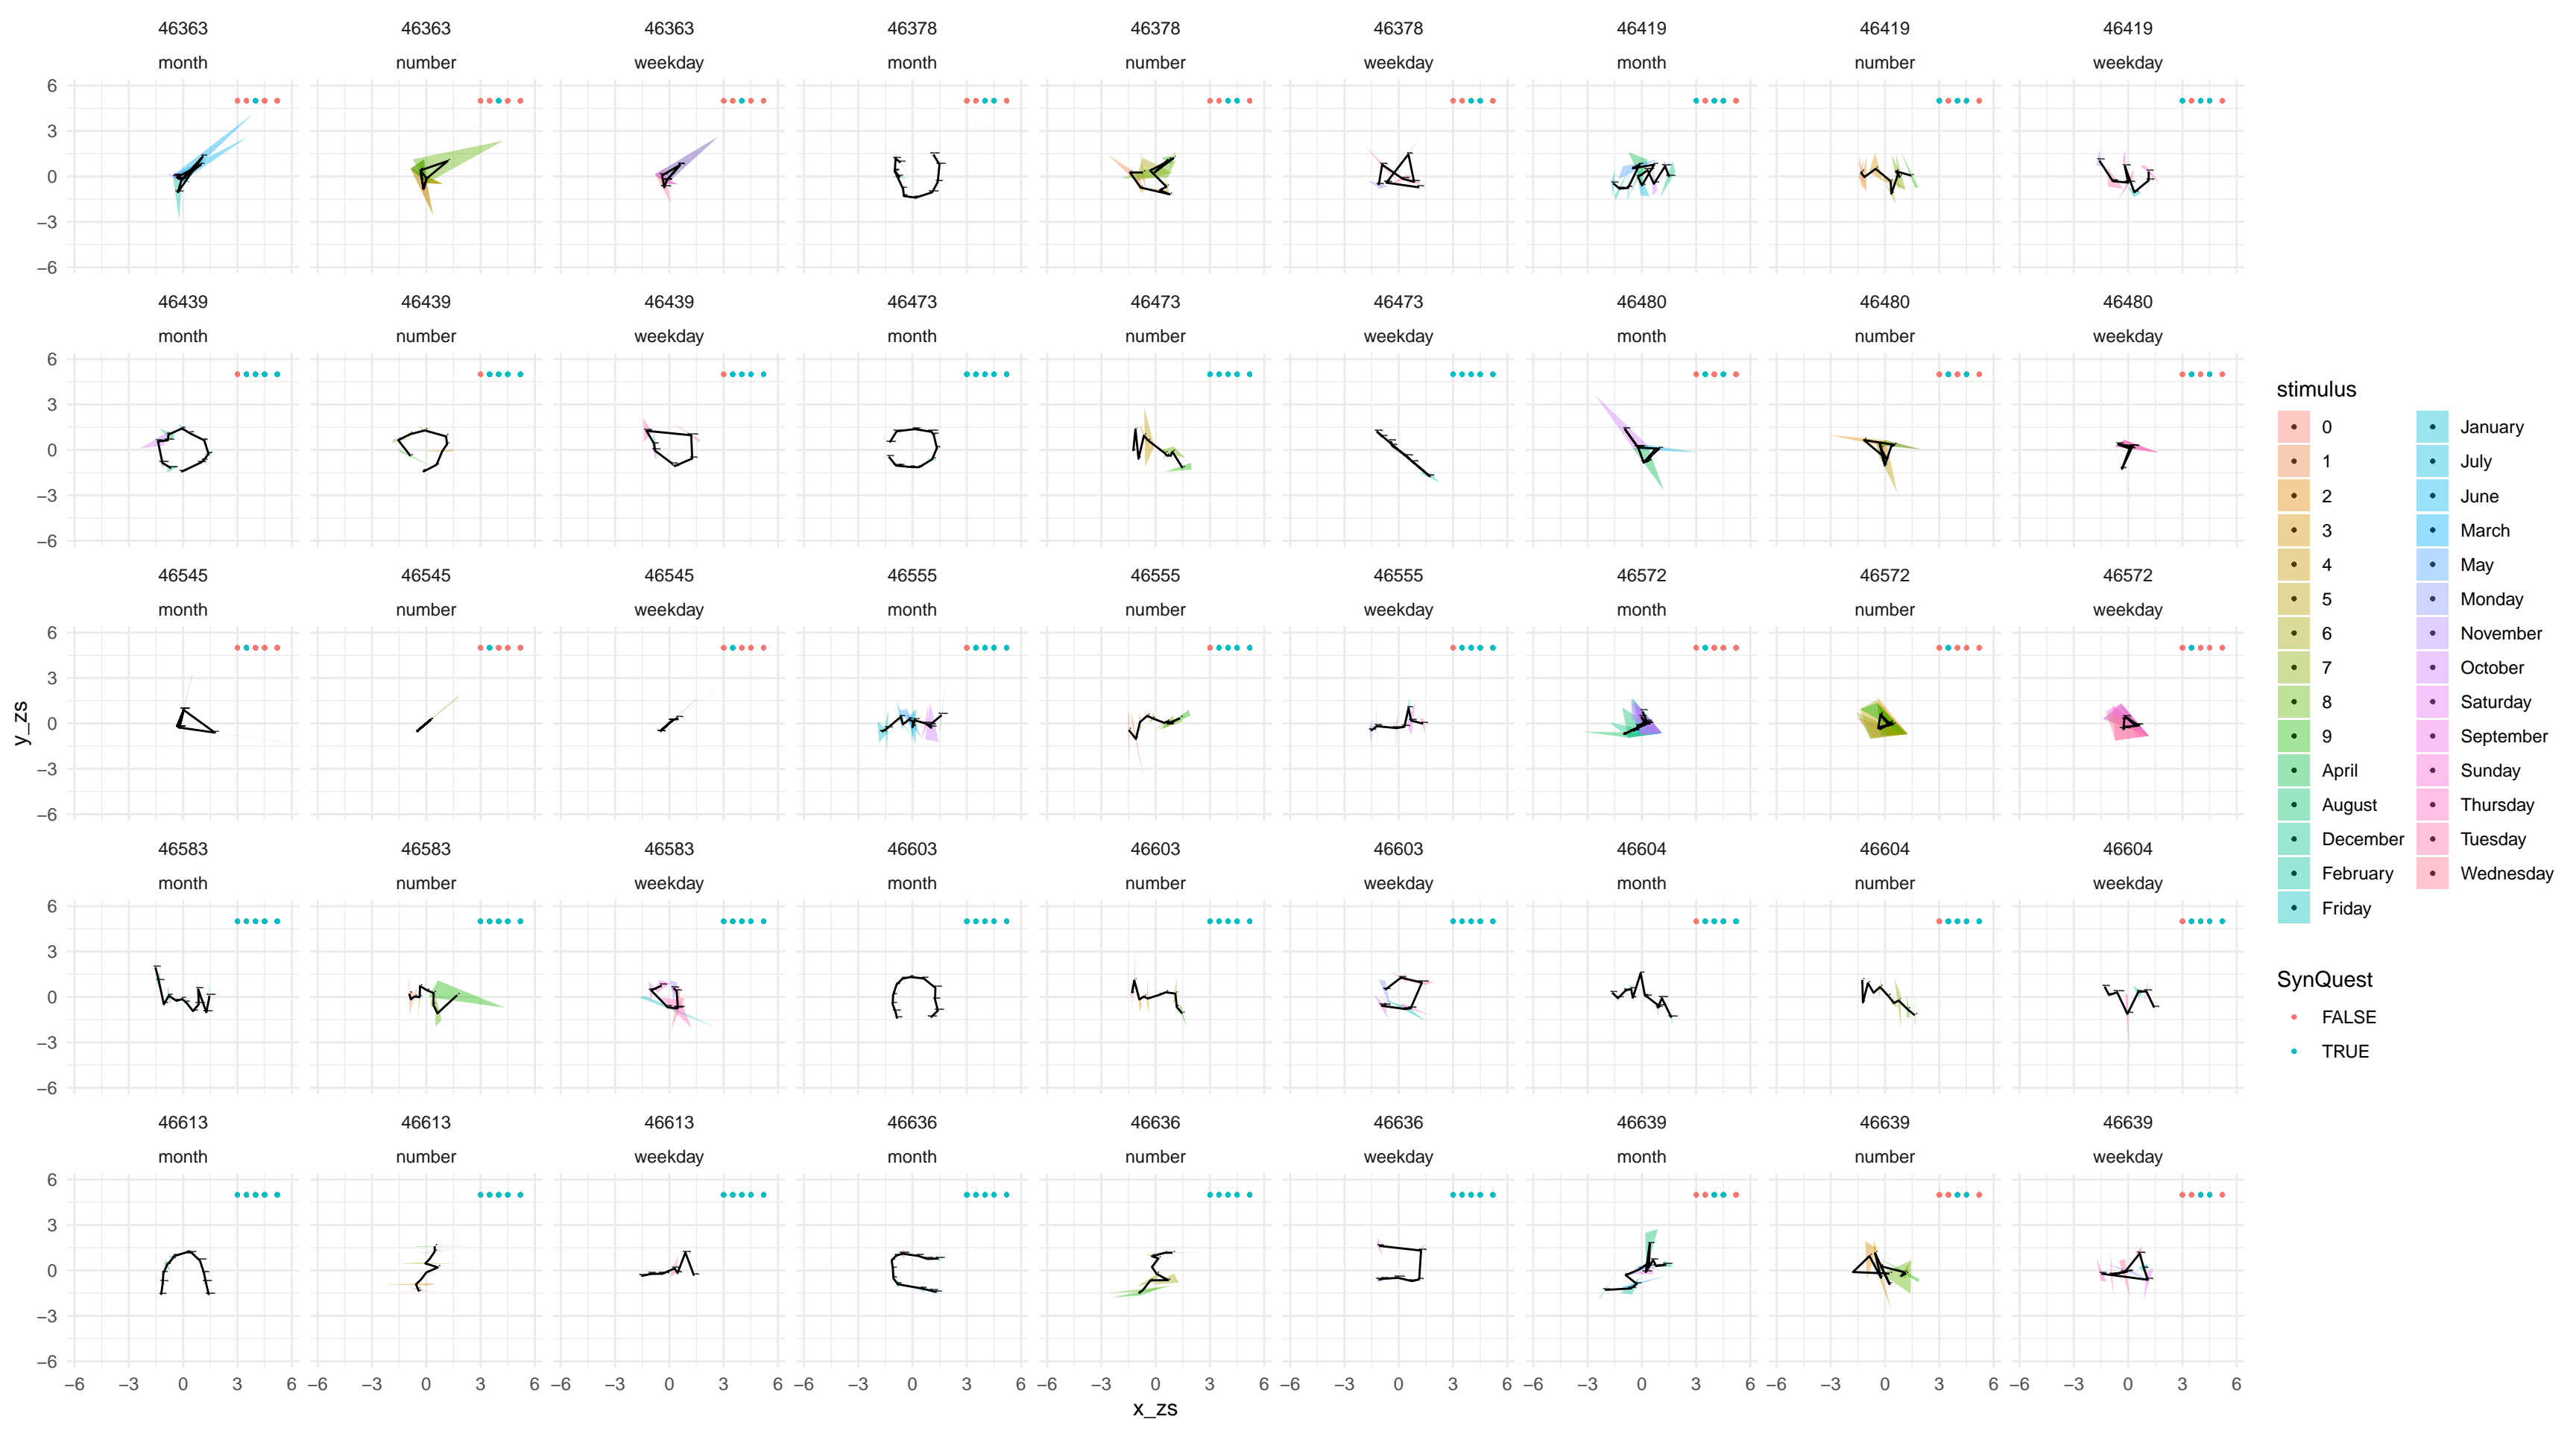 46363 46363 46363 46378 46378 46378 46419 46419 46419
month number weekday month number weekday month number weekday
6
3
0
−3
−6
46439 46439 46439 46473 46473 46473 46480 46480 46480
month number weekday month number weekday month number weekday
6
3
0
−3
−6
46545 46545 46545 46555 46555 46555 46572 46572 46572
month number weekday month number weekday month number weekday
6
3
0
−3
−6
46583 46583 46583 46603 46603 46603 46604 46604 46604
month number weekday month number weekday month number weekday
6
3
0
−3
−6
46613 46613 46613 46636 46636 46636 46639 46639 46639
month number weekday month number weekday month number weekday
6
3
0
−3
−6
−6 −3 0 3 6 −6 −3 0 3 6 −6 −3 0 3 6 −6 −3 0 3 6 −6 −3 0 3 6 −6 −3 0 3 6 −6 −3 0 3 6 −6 −3 0 3 6 −6 −3 0 3 6
x_zs
y_zs
stimulus
0
1
2
3
4
5
6
7
8
9
April
August
December
February
Friday
January
July
June
March
May
Monday
November
October
Saturday
September
Sunday
Thursday
Tuesday
Wednesday
SynQuest
FALSE
TRUE